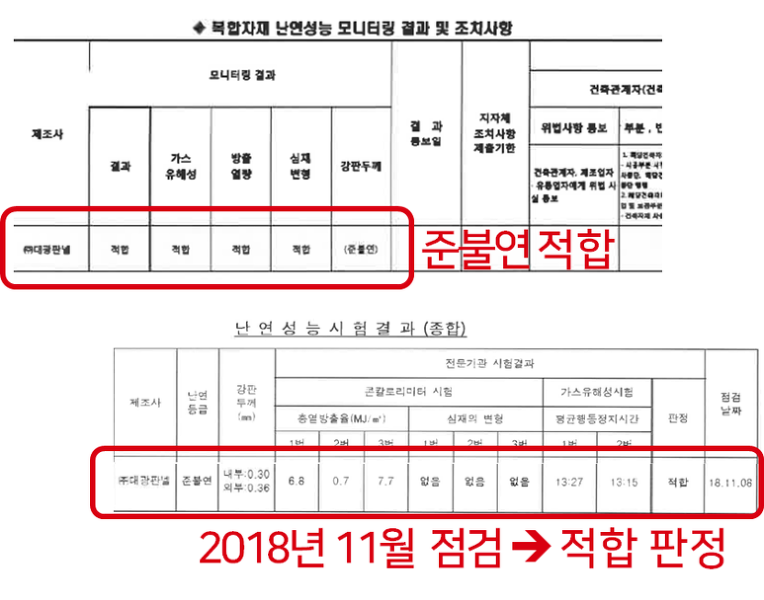 ◈ 복합자재 난연성능 모니터링 결과 및 조치사항
제조사
모니터링 결과
결과
가스
유해성
방출
열량
심재
변형
강판두께
결 과
통보일
지자체
조치사항
제출기한
건축관계자(건축
위법사항 통보
부분, 반
건축관계자, 제조업자
· 유통업자에게 위법 사
실 통보
㈜대광판넬 적합 적합 적합 적합 (준불연)
준불연 적합
난 연 성 능 시 험 결 과 (종합)
제조사
난연
등급
강판
두께
(㎜)
전문기관 시험결과
콘칼로리미터 시험
가스유해성시험
판정
점검
날짜
총열방출율(MJ/㎡)
심재의 변형
평균행동정지시간
1번 2번 3번 1번 2번 3번 1번 2번
㈜대광판넬 준불연 내부:0.30
외부:0.36
6.8 0.7 7.7 없음 없음 없음 13:27 13:15 적합 18.11.08
2018년 11월 점검 ➔ 적합 판정